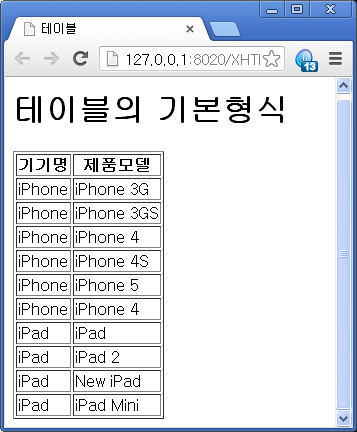 테이블
127.0.0.1:8020/XHTI
13
테이블의 기본형식
기기명 제품모델
iPhone iPhone 3G
iPhone iPhone 3GS
iPhone iPhone 4
iPhone iPhone 4S
iPhone iPhone 5
iPhone iPhone 4
iPad iPad
iPad iPad 2
iPad New iPad
iPad iPad Mini